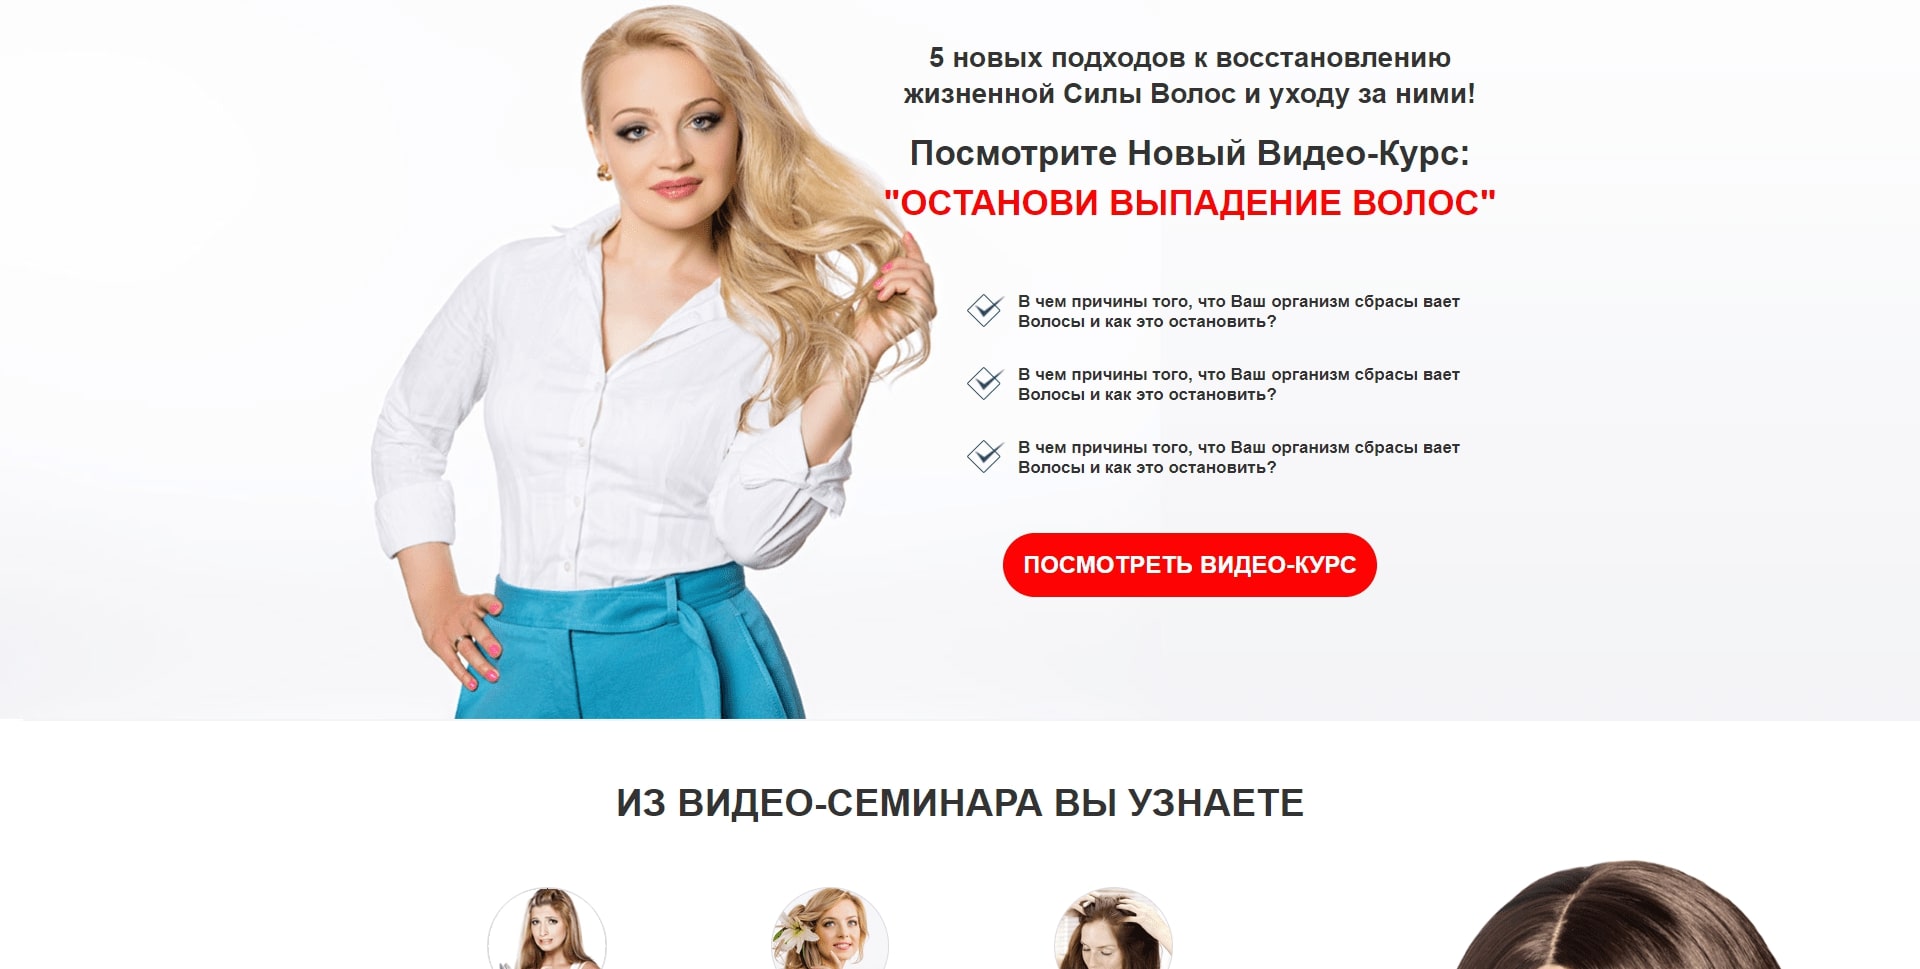 5 новых подходов к восстановлению
жизненной Силы Волос и уходу за ними!
Посмотрите Новый Видео-Курс:
"ОСТАНОВИ ВЫПАДЕНИЕ ВОЛОС"
В чем причины того, что Ваш организм сбрасы вает
Волосы и как это остановить?
В чем причины того, что Ваш организм сбрасы вает
Волосы и как это остановить?
В чем причины того, что Ваш организм сбрасы вает
Волосы и как это остановить?
ПОСМОТРЕТЬ ВИДЕО-КУРС
ИЗ ВИДЕО-СЕМИНАРА ВЫ УЗНАЕТЕ